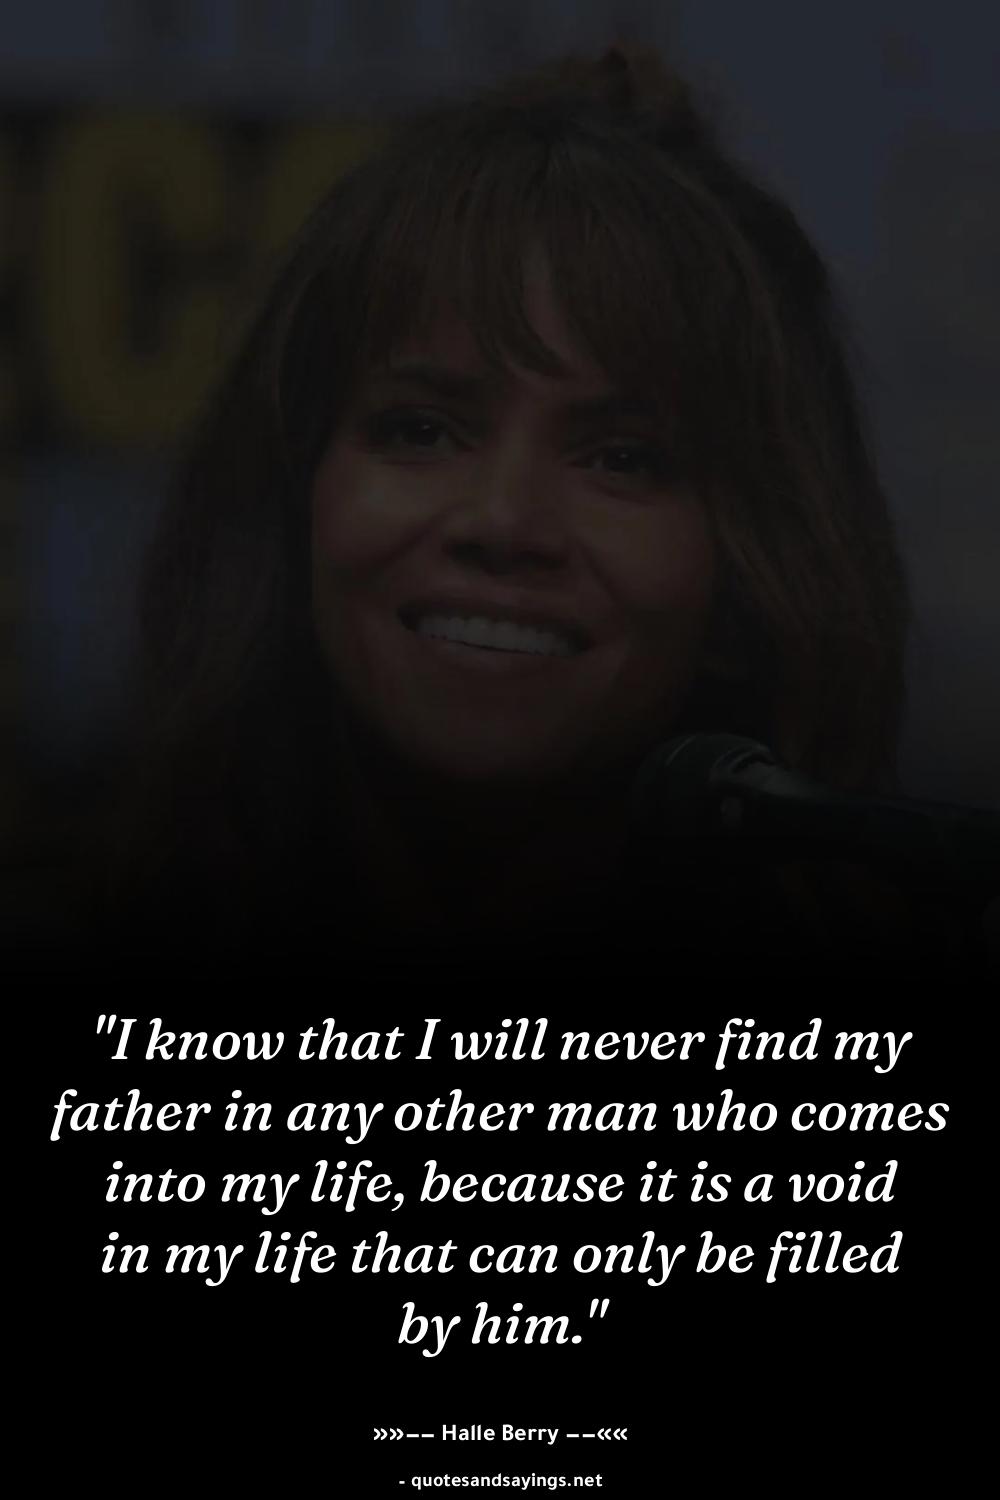 "I know that I will never find my
father in any other man who comes
into my life, because it is a void
in my life that can only be filled
by him."
»»−− Halle Berry −−««
- quotesandsayings.net